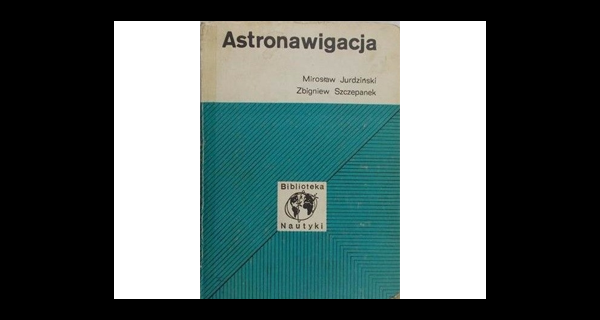 Astronawigacja
Mirosław Jurdziński
Zbigniew Szczepanek
Biblioteka
Nautyki